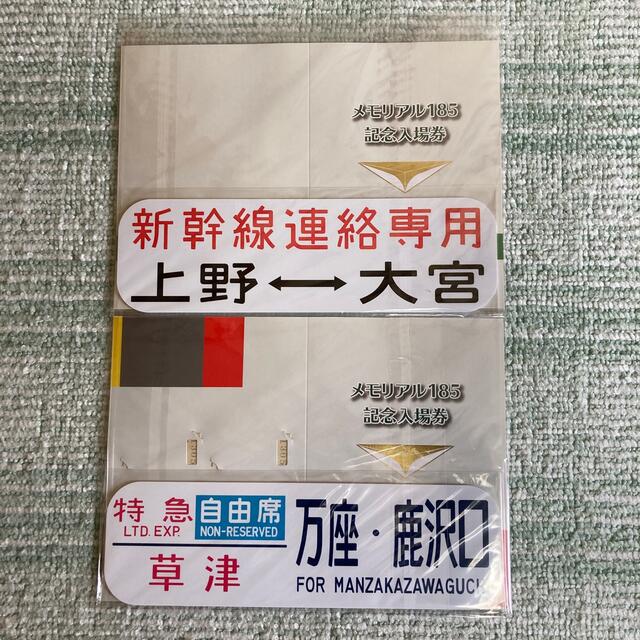 メモリアル185
記念入場券
新幹線連絡専用
上野↔大宮
メモリアル185
記念入場券
特急 自由席
LTD. EXP. NON-RESERVED
草津
万座・鹿沢口
FOR MANZAKAZAWAGUCHI